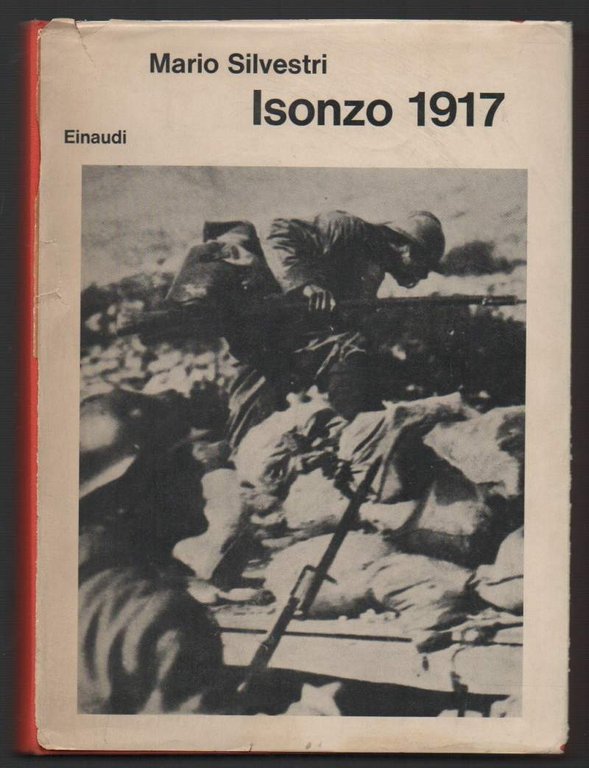 Mario Silvestri
Isonzo 1917
Einaudi